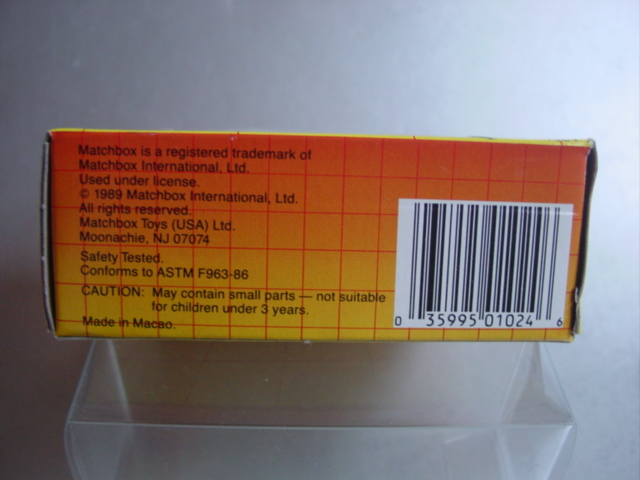 Matchbox is a registered trademark of
Matchbox International, Ltd.
Used under license.
© 1989 Matchbox International, Ltd.
All rights reserved.
Matchbox Toys (USA) Ltd.
Moonachie, NJ 07074
Safety Tested.
Conforms to ASTM F963-86
CAUTION: May contain small parts — not suitable
for children under 3 years.
Made in Macao.
0 35995 01024 6